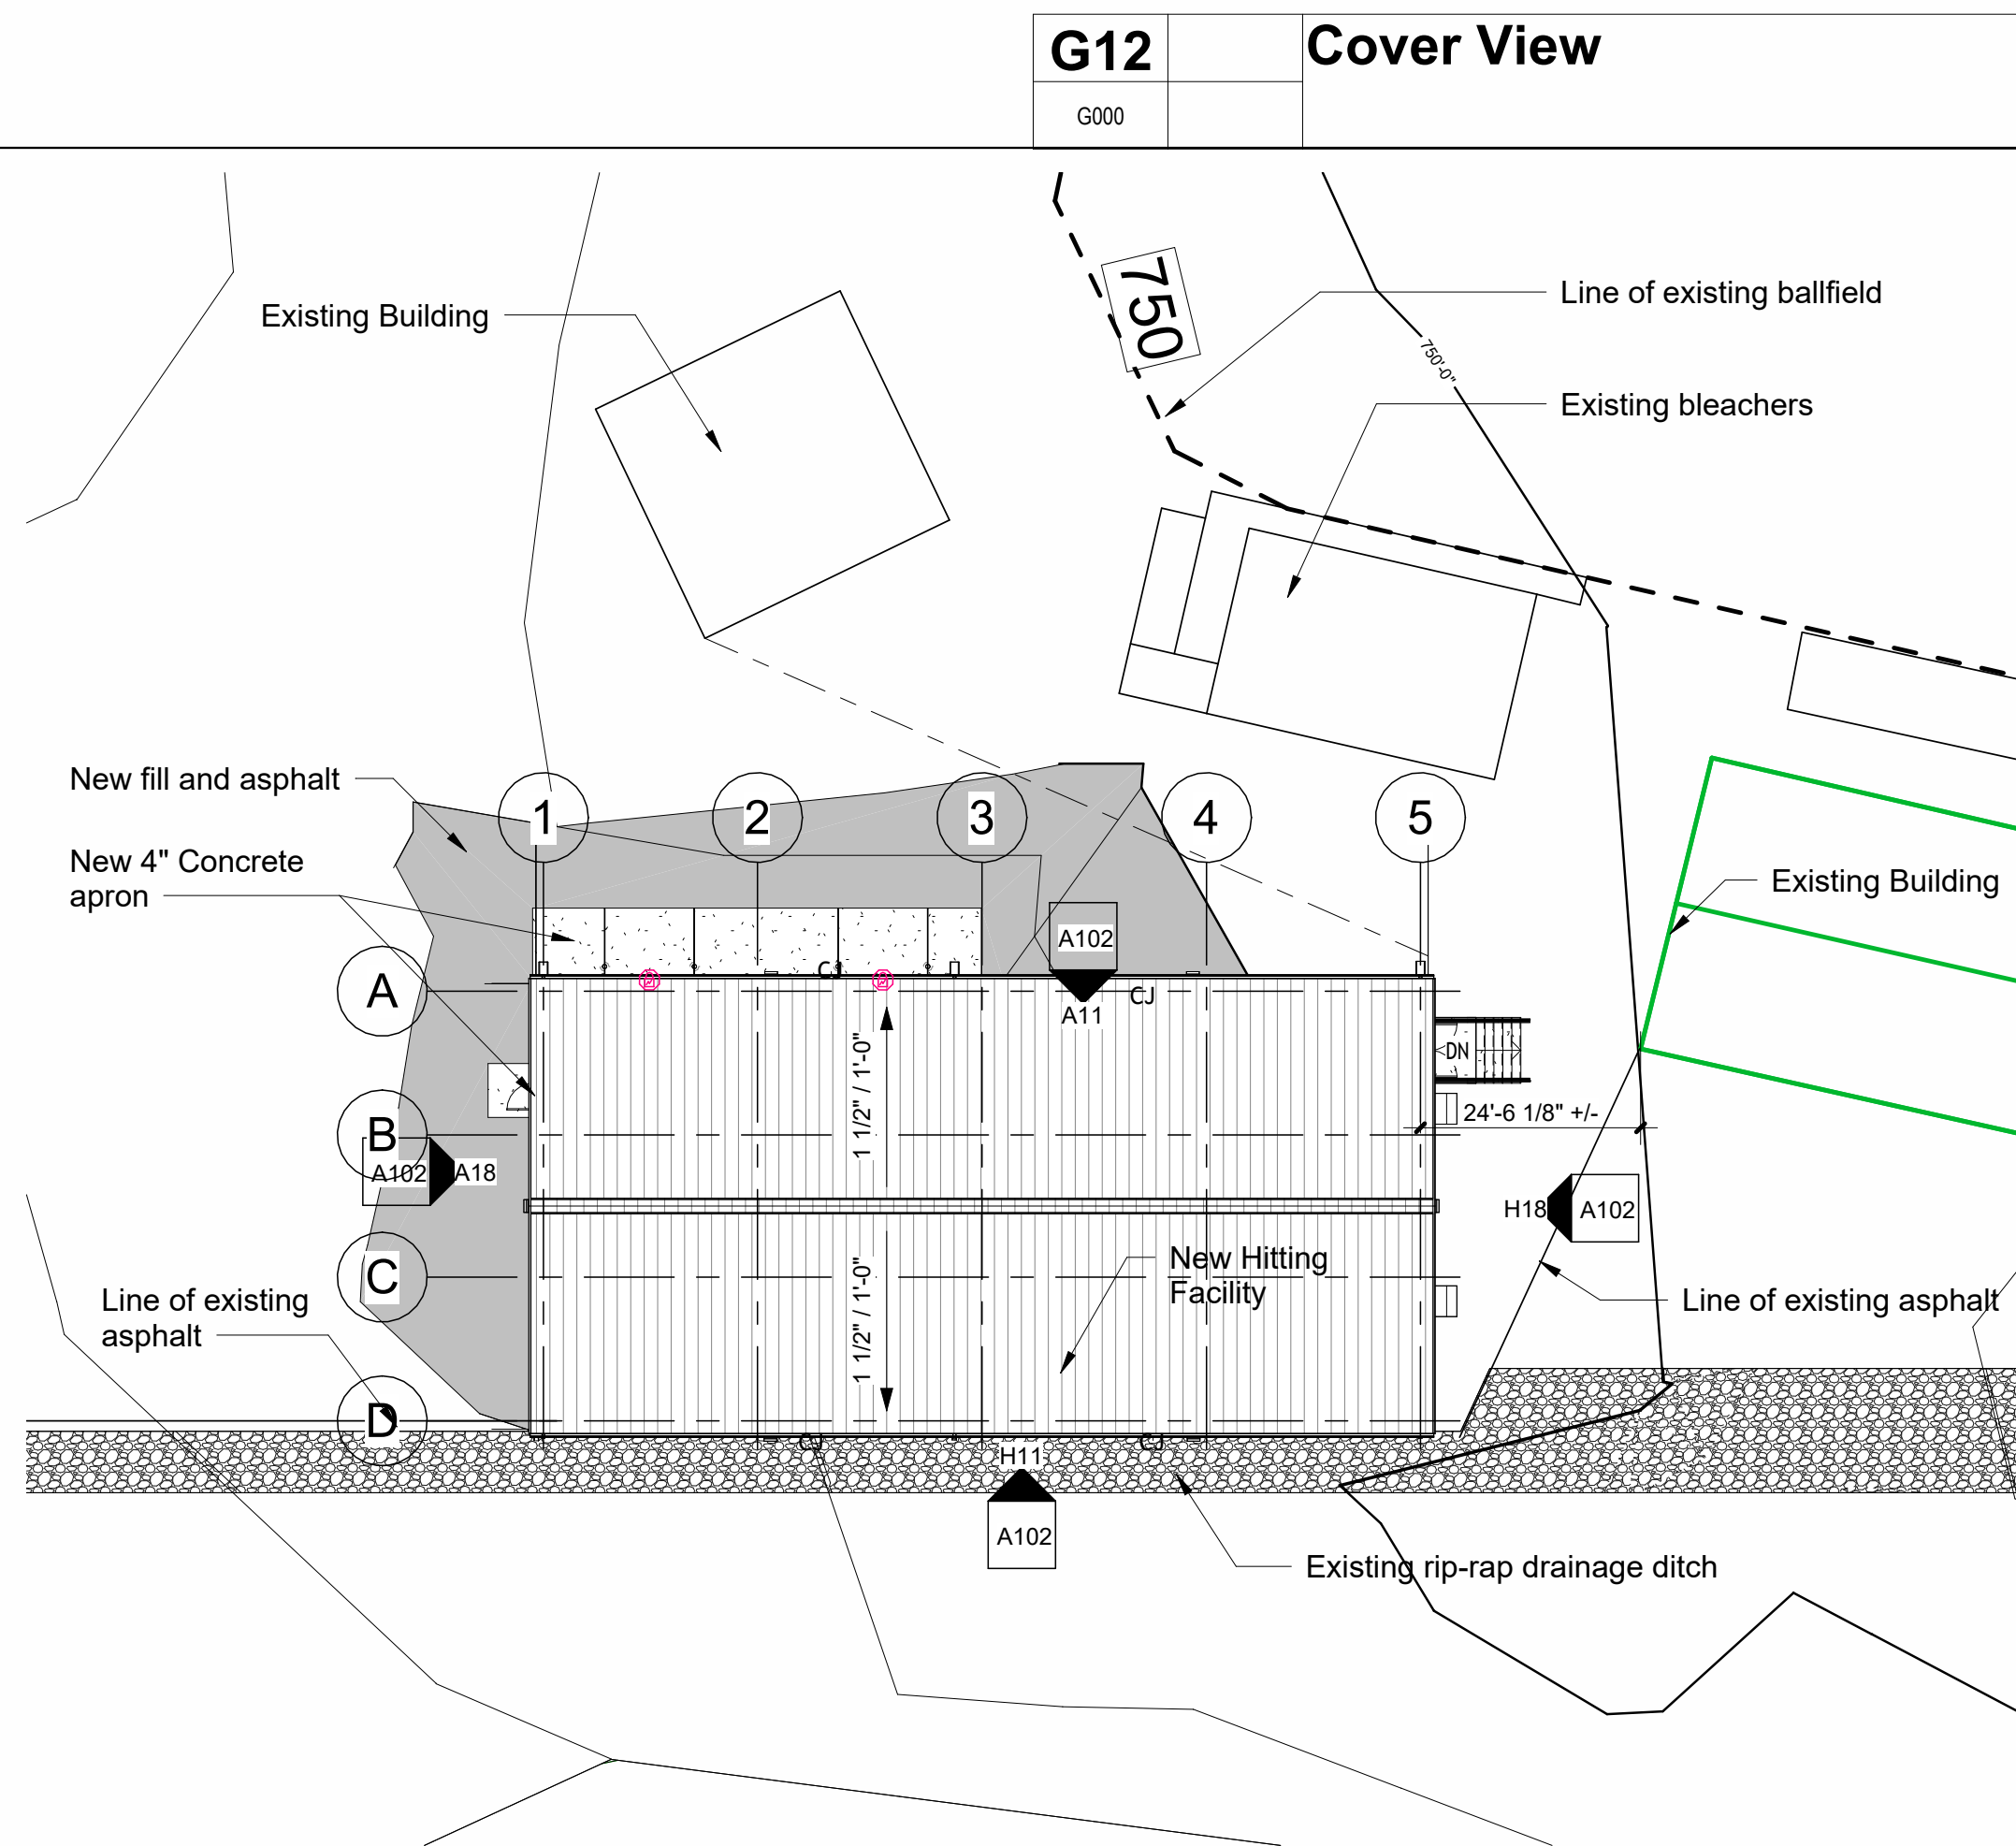 G12
Cover View
G000
750
Line of existing ballfield
Existing Building
750'-0"
Existing bleachers
New fill and asphalt
1
2
3
4
5
New 4" Concrete
apron
Existing Building
A102
A
CJ
CJ
A11
1 1/2" / 1'-0"
DN
24'-6 1/8" +/-
B
A102
A18
H18
A102
C
New Hitting
Facility
1 1/2" / 1'-0"
Line of existing
asphalt
Line of existing asphalt
D
CJ
CJ
H11
A102
Existing rip-rap drainage ditch